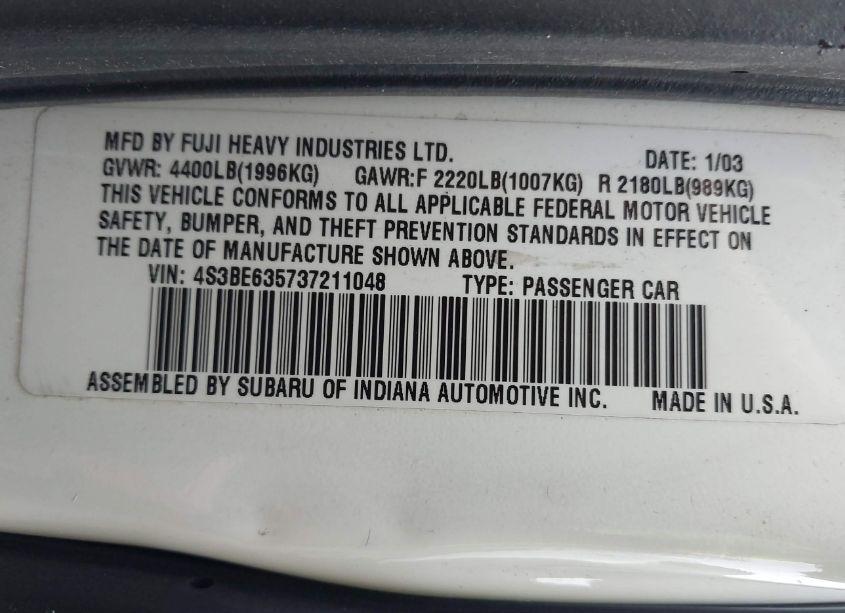 MFD BY FUJI HEAVY INDUSTRIES LTD. DATE: 1/03
GVWR: 4400LB(1996KG) GAWR:F 2220LB(1007KG) R 2180LB(989KG)
THIS VEHICLE CONFORMS TO ALL APPLICABLE FEDERAL MOTOR VEHICLE
SAFETY, BUMPER, AND THEFT PREVENTION STANDARDS IN EFFECT ON
THE DATE OF MANUFACTURE SHOWN ABOVE.
VIN: 4S3BE635737211048 TYPE: PASSENGER CAR
ASSEMBLED BY SUBARU OF INDIANA AUTOMOTIVE INC. MADE IN U.S.A.